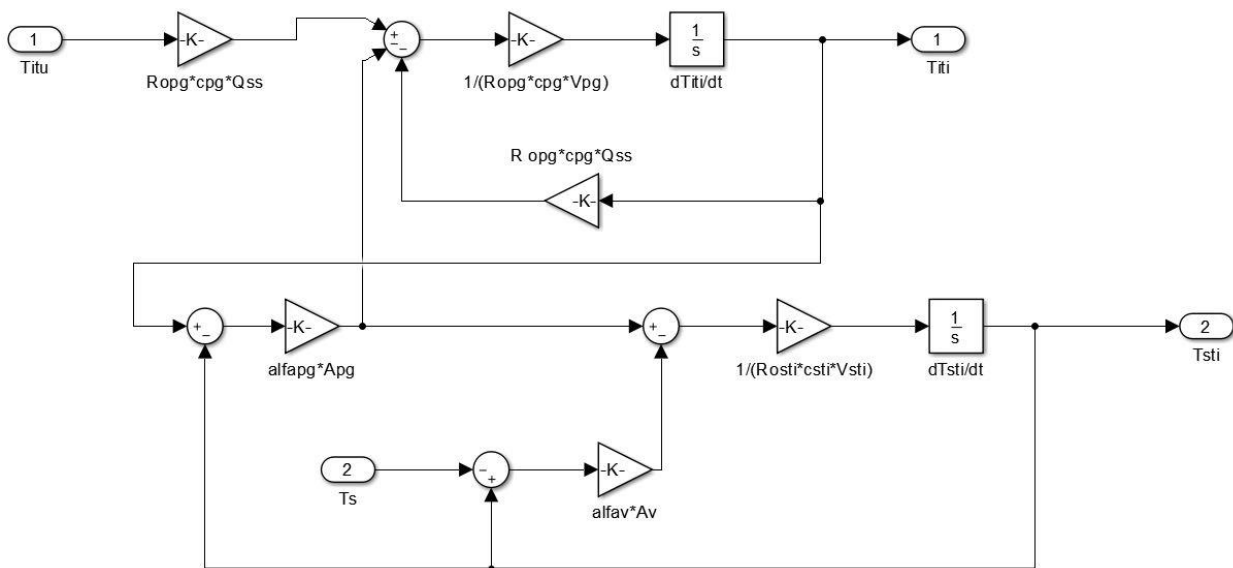 1
Titu
-K-
Ropg*cpg*Qss
+
−
−
-K-
1/(Ropg*cpg*Vpg)
1
s
dTiti/dt
1
Titi
R opg*cpg*Qss
-K-
+
−
-K-
alfapg*Apg
+
−
-K-
1/(Rosti*csti*Vsti)
1
s
dTsti/dt
2
Tsti
2
Ts
−
+
-K-
alfav*Av